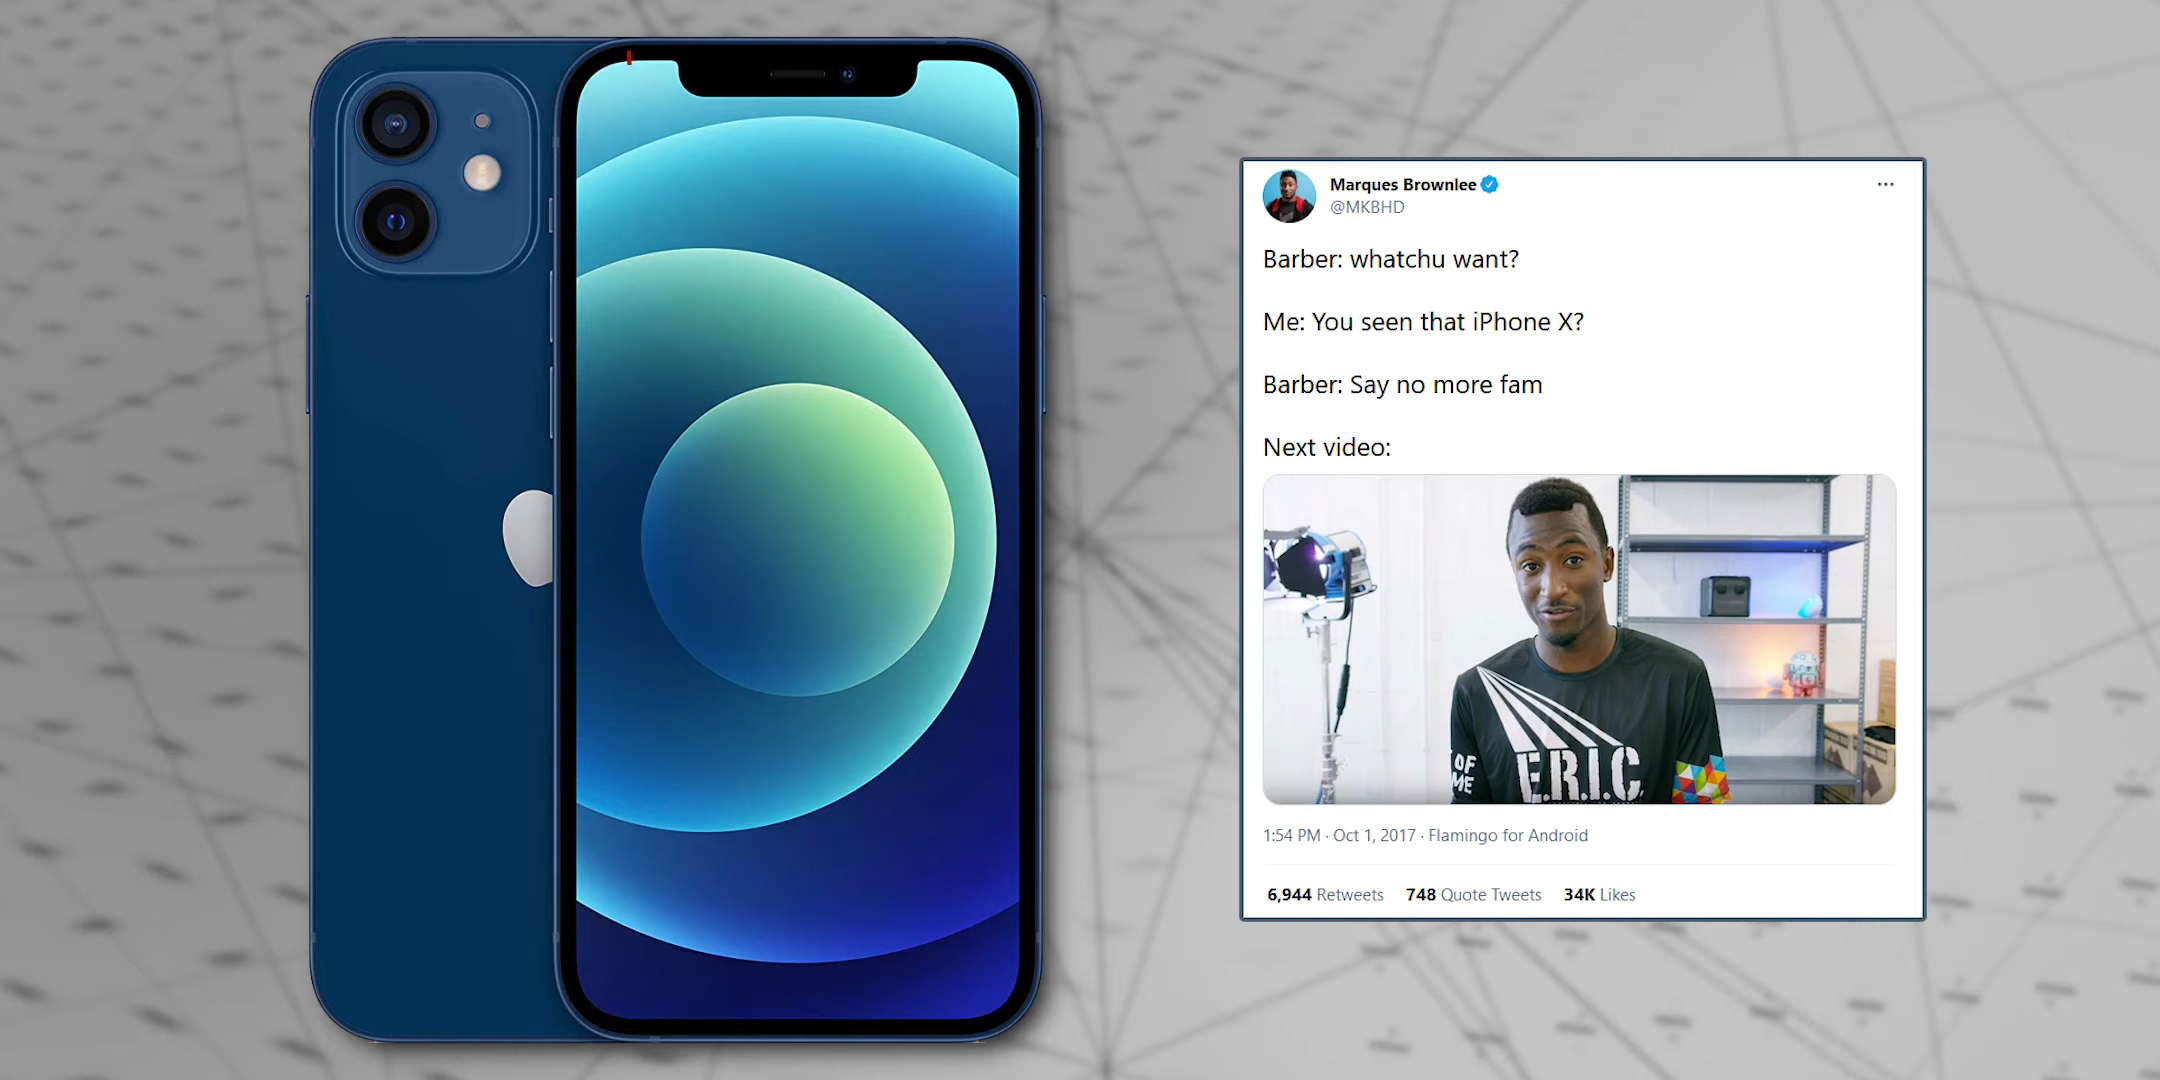 Marques Brownlee
@MKBHD
Barber: whatchu want?
Me: You seen that iPhone X?
Barber: Say no more fam
Next video:
OF
ME
E.R.I.C.
1:54 PM · Oct 1, 2017 · Flamingo for Android
6,944 Retweets 748 Quote Tweets 34K Likes